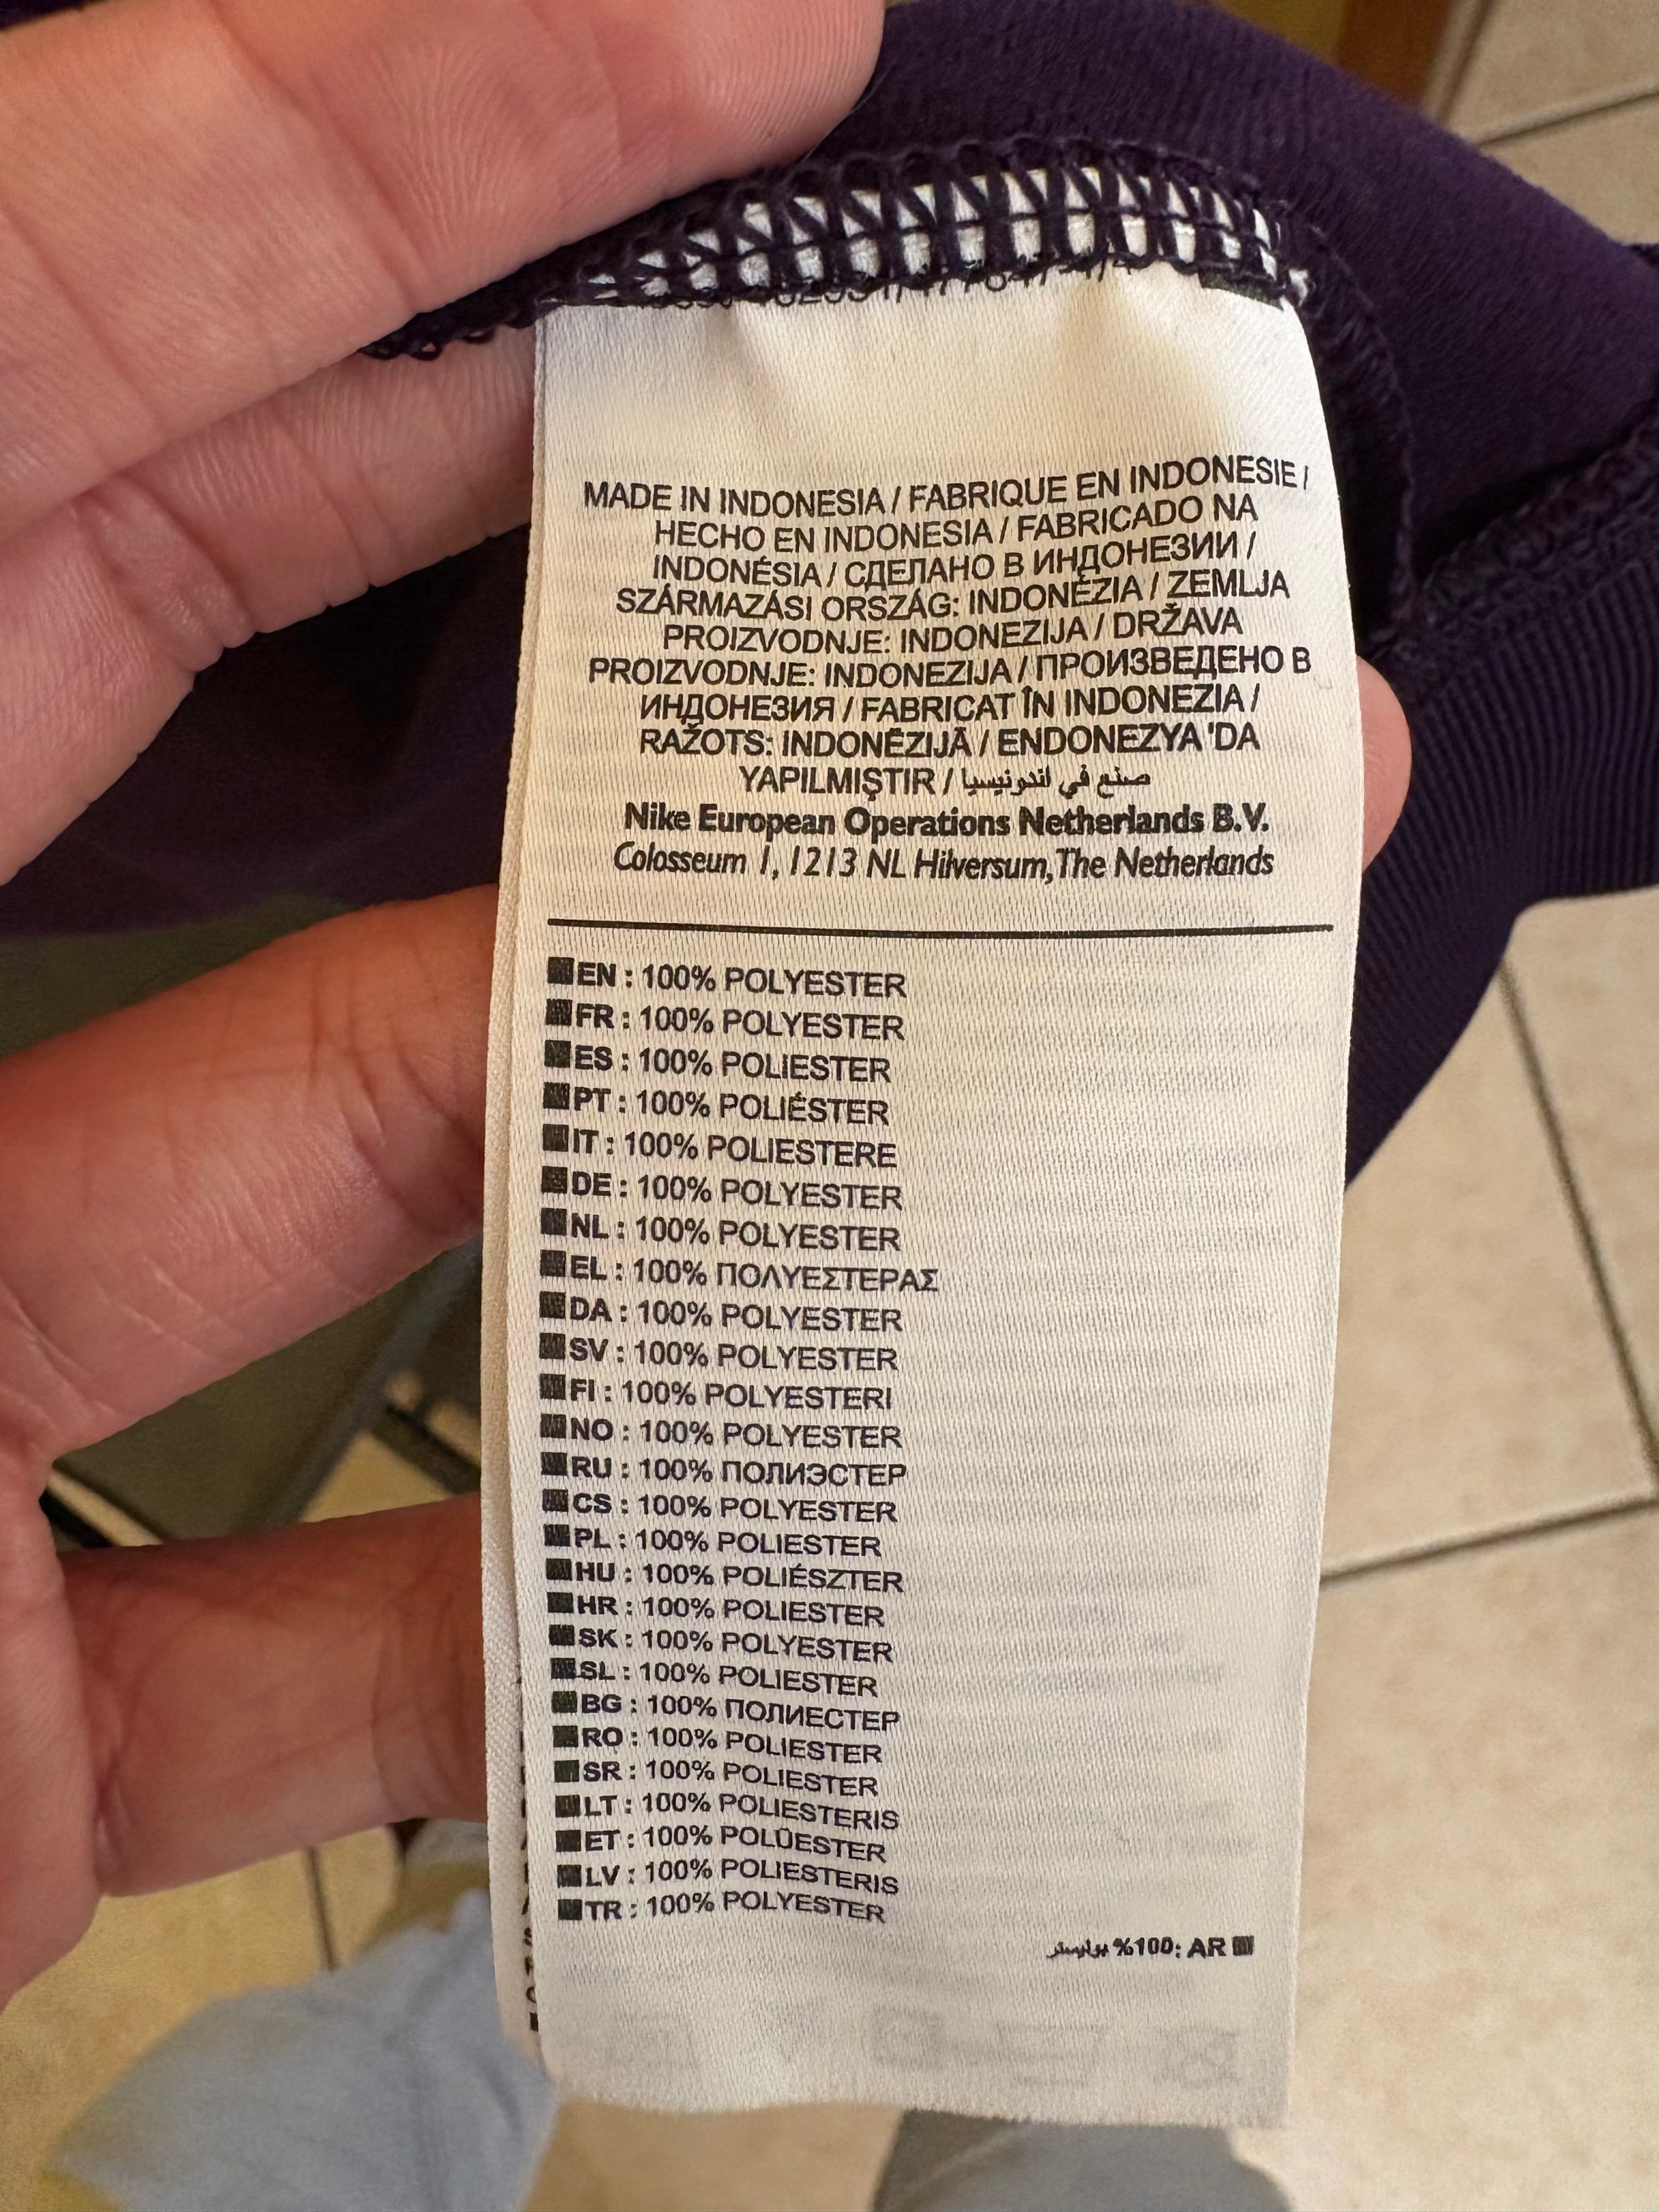 MADE IN INDONESIA / FABRIQUE EN INDONESIE /
HECHO EN INDONESIA / FABRICADO NA
INDONÉSIA / СДЕЛАНО В ИНДОНЕЗИИ /
SZÁRMAZÁSI ORSZÁG: INDONÉZIA / ZEMLJA
PROIZVODNJE: INDONEZIJA / DRŽAVA
PROIZVODNJE: INDONEZIJA / ПРОИЗВЕДЕНО В
ИНДОНЕЗИЯ / FABRICAT ÎN INDONEZIA /
RAŽOTS: INDONĒZIJĀ / ENDONEZYA 'DA
YAPILMIŞTIR / صنع في اندونيسيا
Nike European Operations Netherlands B.V.
Colosseum 1, 1213 NL Hilversum, The Netherlands
EN : 100% POLYESTER
FR : 100% POLYESTER
ES : 100% POLIESTER
PT : 100% POLIÉSTER
IT : 100% POLIESTERE
DE : 100% POLYESTER
NL : 100% POLYESTER
EL : 100% ΠΟΛΥΕΣΤΕΡΑΣ
DA : 100% POLYESTER
SV : 100% POLYESTER
FI : 100% POLYESTERI
NO : 100% POLYESTER
RU : 100% ПОЛИЭСТЕР
CS : 100% POLYESTER
PL : 100% POLIESTER
HU : 100% POLIÉSZTER
HR : 100% POLIESTER
SK : 100% POLYESTER
SL : 100% POLIESTER
BG : 100% ПОЛИЕСТЕР
RO : 100% POLIESTER
SR : 100% POLIESTER
LT : 100% POLIESTERIS
ET : 100% POLÜESTER
LV : 100% POLIESTERIS
TR : 100% POLYESTER
AR :100% بوليستر